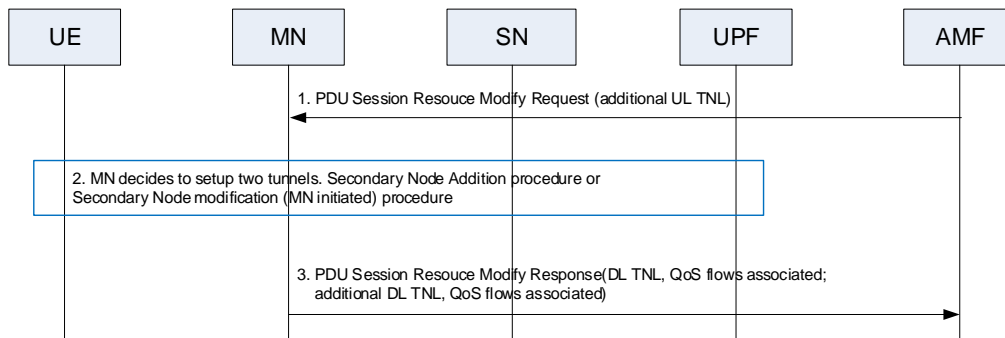 UE
MN
SN
UPF
AMF
1. PDU Session Resouce Modify Request (additional UL TNL)
2. MN decides to setup two tunnels. Secondary Node Addition procedure or
Secondary Node modification (MN initiated) procedure
3. PDU Session Resouce Modify Response(DL TNL, QoS flows associated;
additional DL TNL, QoS flows associated)